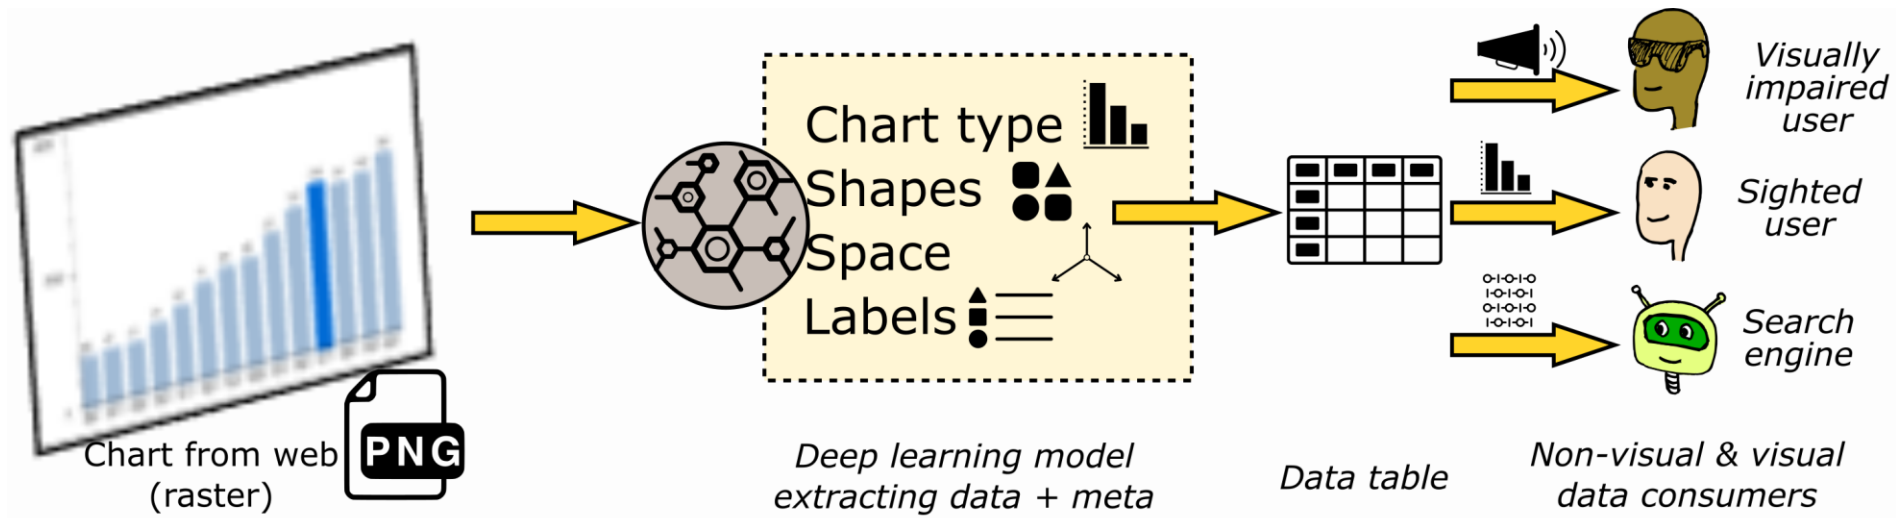 Chart from web
(raster)
PNG
Chart type
Shapes
Space
Labels
Deep learning model
extracting data + meta
Data table
Visually
impaired
user
Sighted
user
Search
engine
Non-visual & visual
data consumers